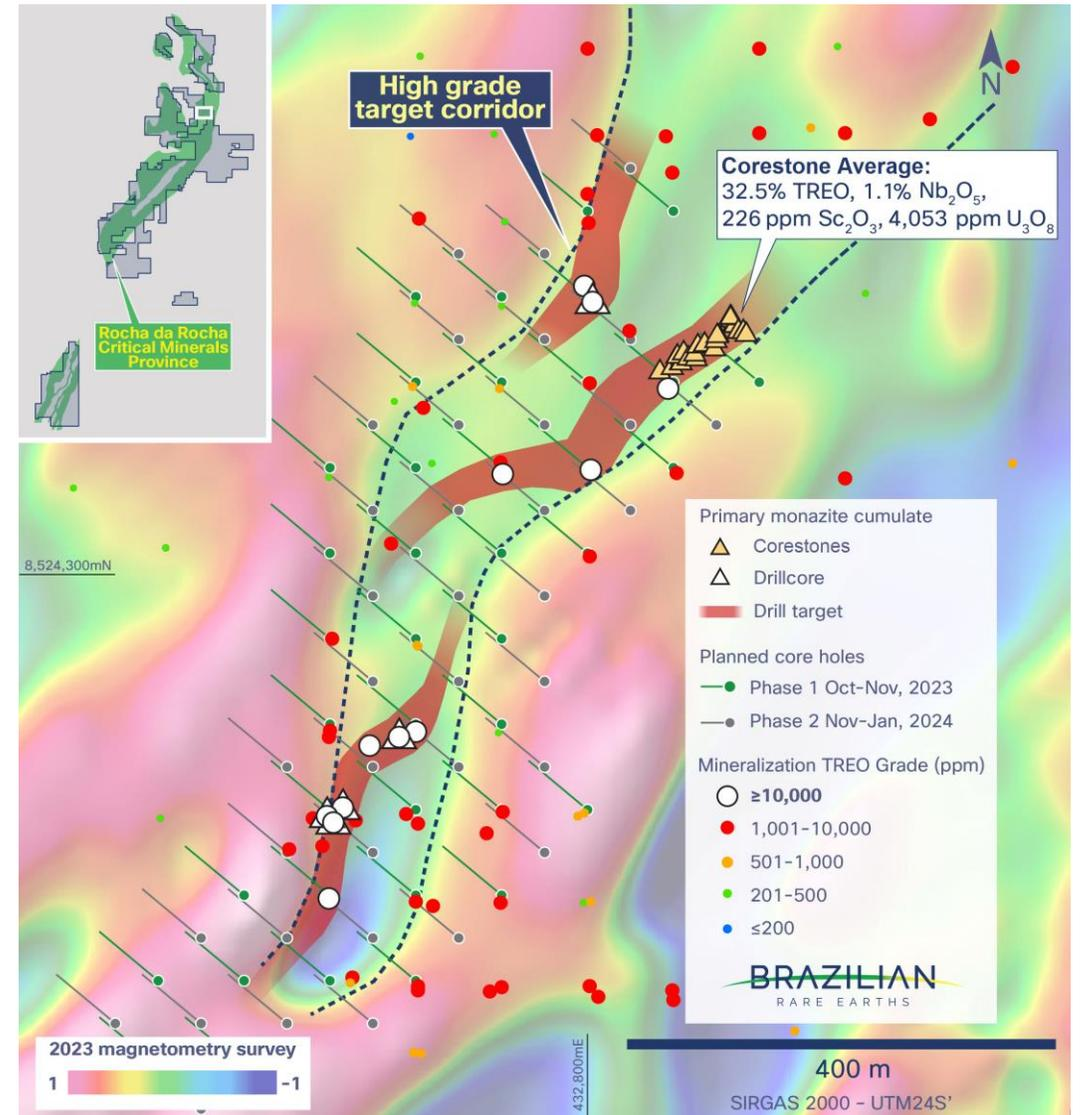 High grade
target corridor
N
Corestone Average:
32.5% TREO, 1.1% Nb₂O₅,
226 ppm Sc₂O₃, 4,053 ppm U₃O₈
Rocha da Rocha
Critical Minerals
Province
8,524,300mN
Primary monazite cumulate
Corestones
Drillcore
Drill target
Planned core holes
Phase 1 Oct-Nov, 2023
Phase 2 Nov-Jan, 2024
Mineralization TREO Grade (ppm)
≥10,000
1,001-10,000
501-1,000
201-500
≤200
BRAZILIAN
RARE EARTHS
2023 magnetometry survey
1 -1
432,800mE
400 m
SIRGAS 2000 - UTM24S'